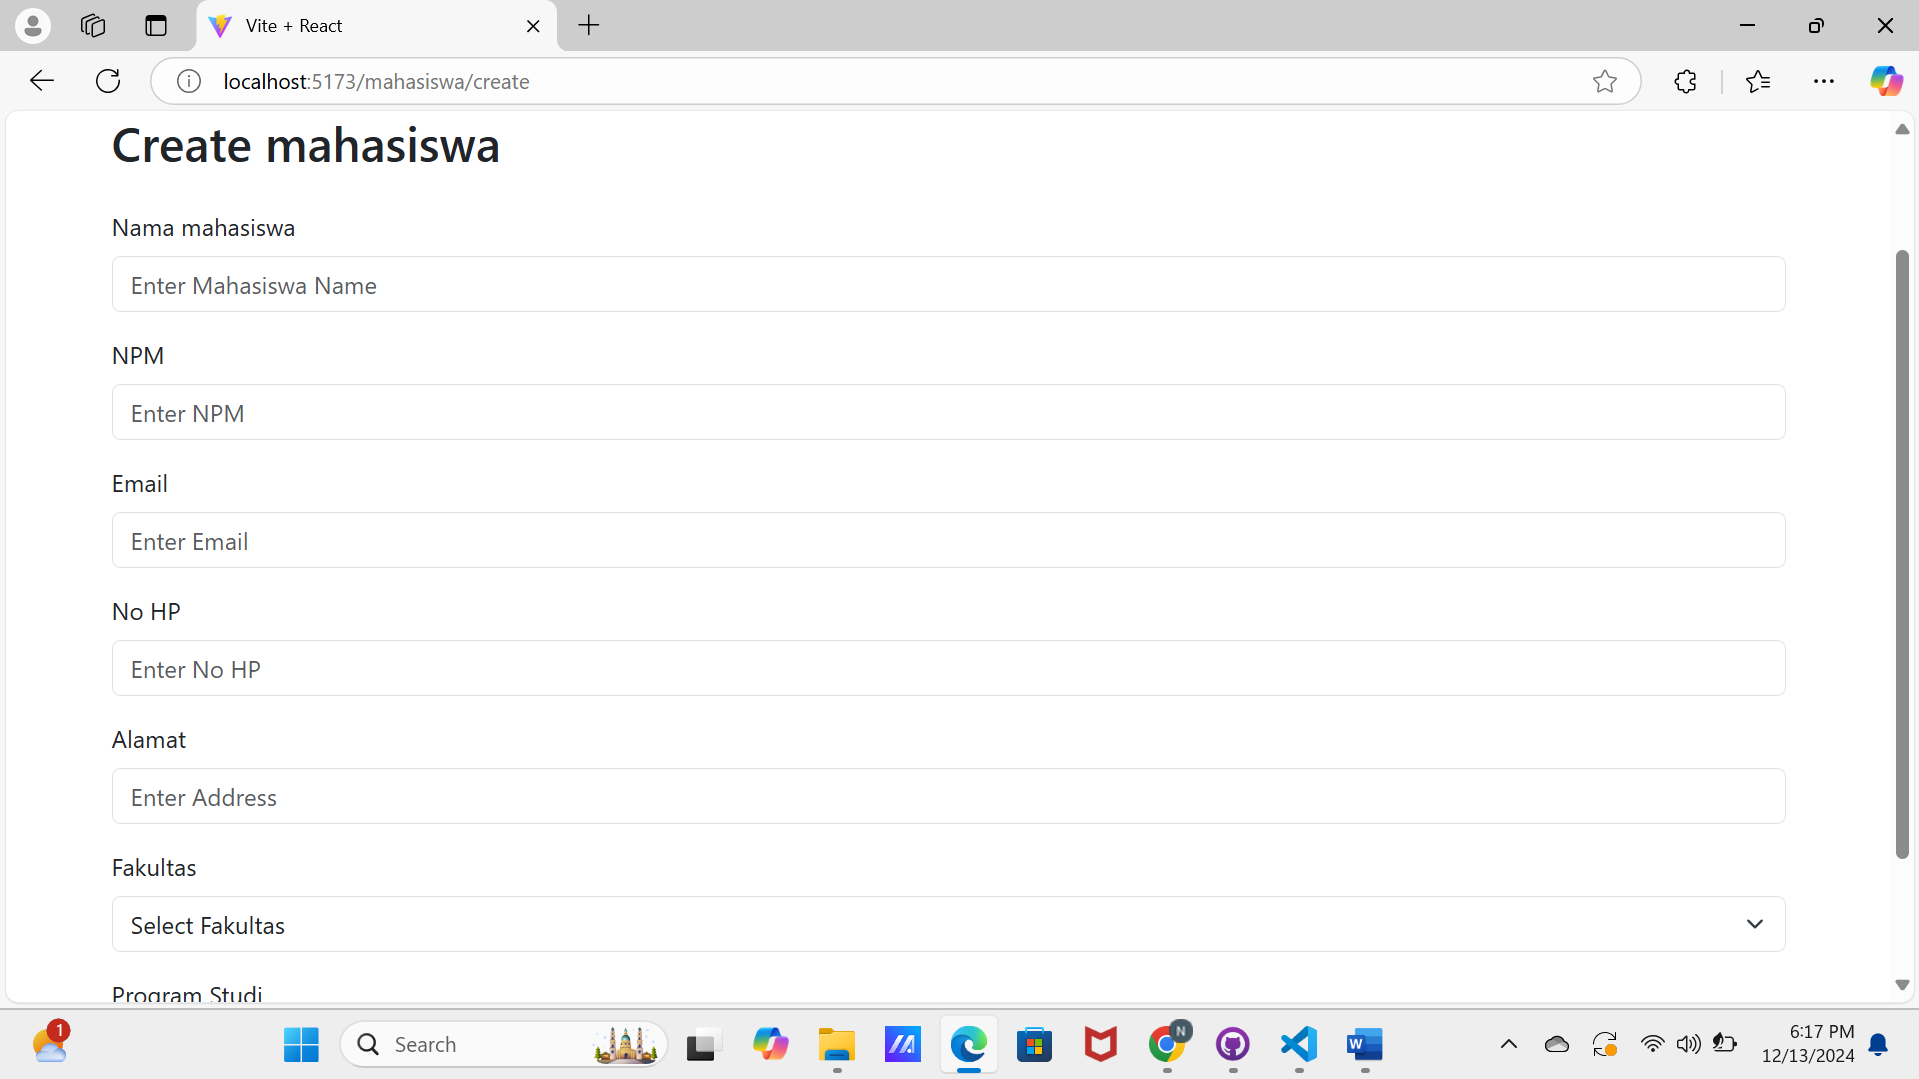 Vite + React
localhost:5173/mahasiswa/create
Create mahasiswa
Nama mahasiswa
Enter Mahasiswa Name
NPM
Enter NPM
Email
Enter Email
No HP
Enter No HP
Alamat
Enter Address
Fakultas
Select Fakultas
Program Studi
1
Search
N
W
6:17 PM
12/13/2024